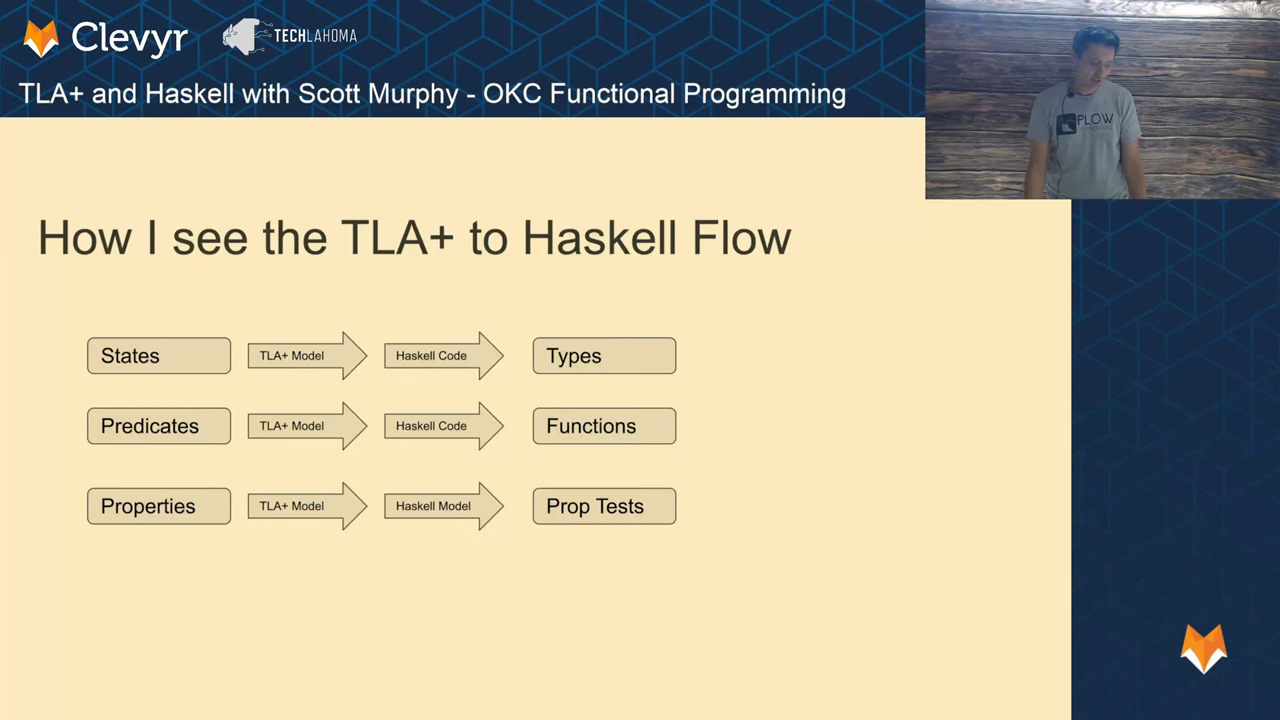 Clevyr
TECHLAHOMA
TLA+ and Haskell with Scott Murphy - OKC Functional Programming
PLOW
How I see the TLA+ to Haskell Flow
States TLA+ Model Haskell Code Types
Predicates TLA+ Model Haskell Code Functions
Properties TLA+ Model Haskell Model Prop Tests